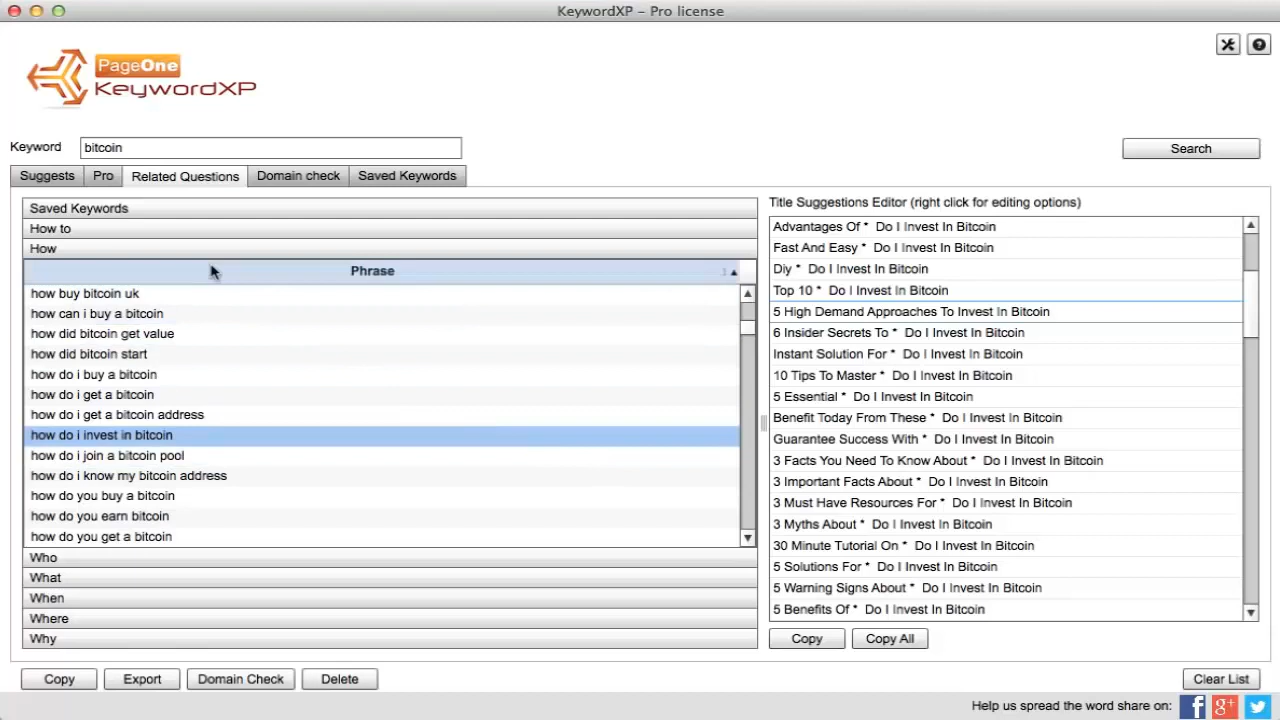 KeywordXP – Pro license
PageOne
KeywordXP
Keyword
bitcoin
Search
Suggests
Pro
Related Questions
Domain check
Saved Keywords
Saved Keywords
How to
How
Phrase
how buy bitcoin uk
how can i buy a bitcoin
how did bitcoin get value
how did bitcoin start
how do i buy a bitcoin
how do i get a bitcoin
how do i get a bitcoin address
how do i invest in bitcoin
how do i join a bitcoin pool
how do i know my bitcoin address
how do you buy a bitcoin
how do you earn bitcoin
how do you get a bitcoin
Who
What
When
Where
Why
Title Suggestions Editor (right click for editing options)
Advantages Of * Do I Invest In Bitcoin
Fast And Easy * Do I Invest In Bitcoin
Diy * Do I Invest In Bitcoin
Top 10 * Do I Invest In Bitcoin
5 High Demand Approaches To Invest In Bitcoin
6 Insider Secrets To * Do I Invest In Bitcoin
Instant Solution For * Do I Invest In Bitcoin
10 Tips To Master * Do I Invest In Bitcoin
5 Essential * Do I Invest In Bitcoin
Benefit Today From These * Do I Invest In Bitcoin
Guarantee Success With * Do I Invest In Bitcoin
3 Facts You Need To Know About * Do I Invest In Bitcoin
3 Important Facts About * Do I Invest In Bitcoin
3 Must Have Resources For * Do I Invest In Bitcoin
3 Myths About * Do I Invest In Bitcoin
30 Minute Tutorial On * Do I Invest In Bitcoin
5 Solutions For * Do I Invest In Bitcoin
5 Warning Signs About * Do I Invest In Bitcoin
5 Benefits Of * Do I Invest In Bitcoin
Copy
Copy All
Copy
Export
Domain Check
Delete
Clear List
Help us spread the word share on: